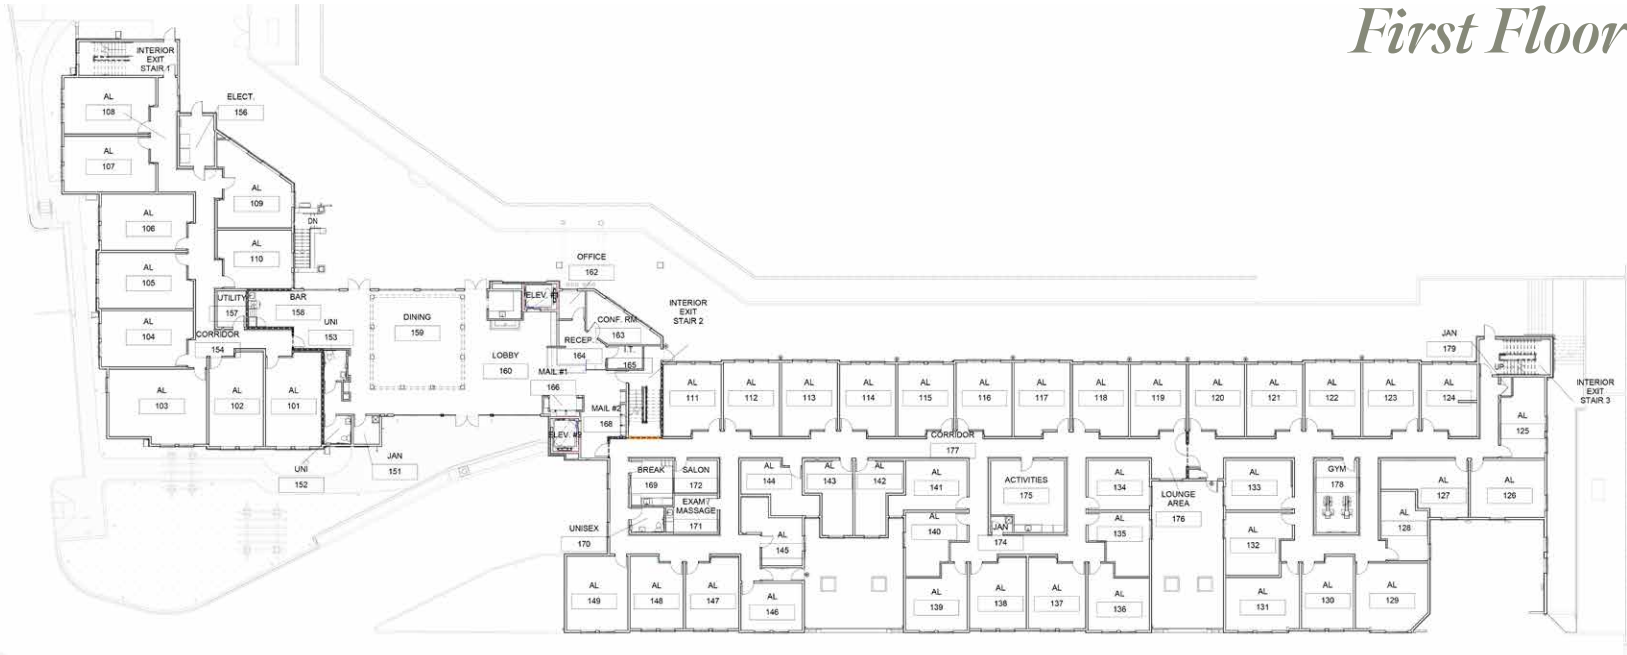 First Floor
INTERIOR
EXIT
STAIR 1
AL
108
ELECT.
156
AL
107
AL
109
AL
106
DN
AL
110
AL
105
UTILITY
157
BAR
158
UNI
153
AL
104
CORRIDOR
154
DINING
159
AL
103
AL
102
AL
101
UNI
152
JAN
151
LOBBY
160
ELEV. #1
OFFICE
162
CONF. RM.
163
RECEP.
164
I.T.
165
MAIL #1
166
MAIL #2
168
ELEV. #2
INTERIOR
EXIT
STAIR 2
AL
111
AL
112
AL
113
AL
114
AL
115
AL
116
AL
117
AL
118
AL
119
AL
120
AL
121
AL
122
AL
123
AL
124
JAN
179
UP
INTERIOR
EXIT
STAIR 3
AL
125
CORRIDOR
177
BREAK
169
SALON
172
EXAM /
MASSAGE
171
UNISEX
170
AL
144
AL
143
AL
142
AL
141
ACTIVITIES
175
AL
134
LOUNGE
AREA
176
AL
133
GYM
178
AL
127
AL
126
AL
128
AL
145
AL
140
JAN
174
AL
135
AL
132
AL
149
AL
148
AL
147
AL
146
AL
139
AL
138
AL
137
AL
136
AL
131
AL
130
AL
129